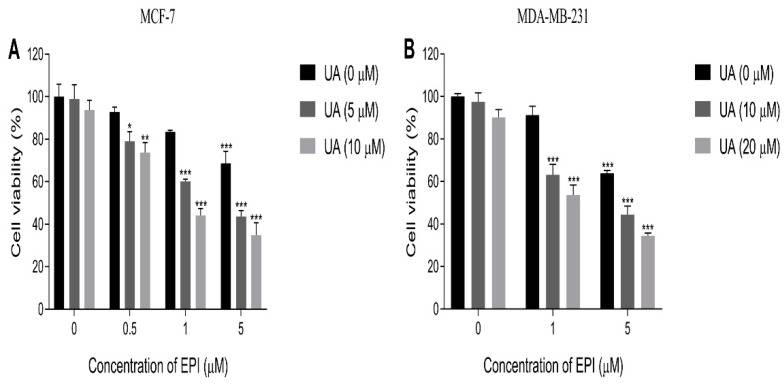 MCF-7
A
120
100
80
60
40
20
0
Cell viability (%)
* ** *** *** *** *** ***
0 0.5 1 5
Concentration of EPI (μM)
UA (0 μM)
UA (5 μM)
UA (10 μM)
MDA-MB-231
B
120
100
80
60
40
20
0
Cell viability (%)
*** *** *** *** ***
0 1 5
Concentration of EPI (μM)
UA (0 μM)
UA (10 μM)
UA (20 μM)